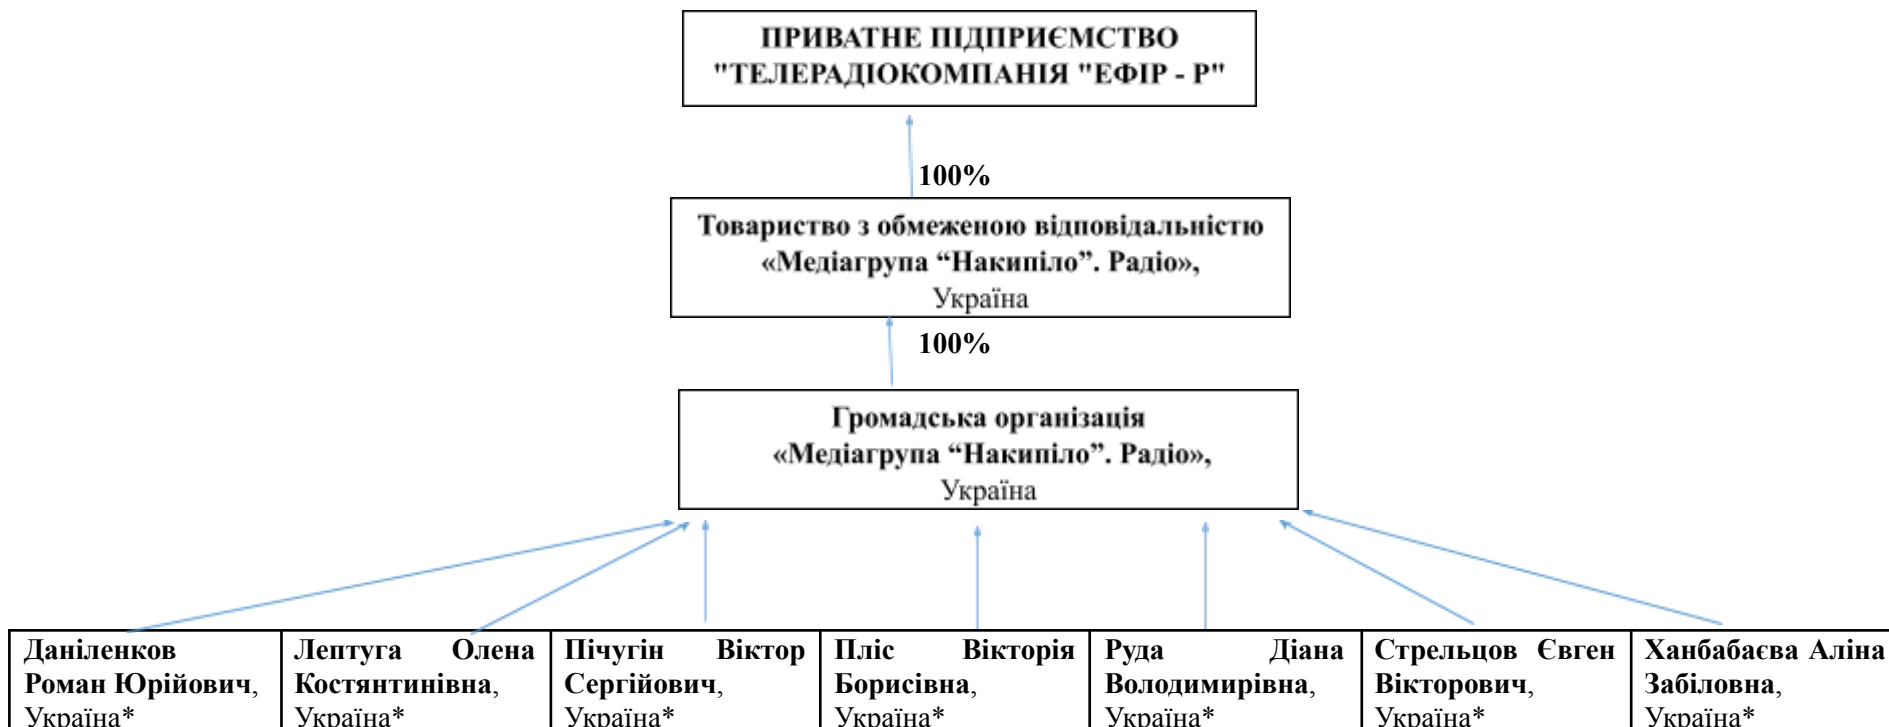 ПРИВАТНЕ ПІДПРИЄМСТВО
"ТЕЛЕРАДІОКОМПАНІЯ "ЕФІР - Р"
100%
Товариство з обмеженою відповідальністю
«Медіагрупа “Накипіло”. Радіо»,
Україна
100%
Громадська організація
«Медіагрупа “Накипіло”. Радіо»,
Україна
Даніленков
Роман Юрійович,
Україна*
Лептуга Олена
Костянтинівна,
Україна*
Пічугін Віктор
Сергійович,
Україна*
Пліс Вікторія
Борисівна,
Україна*
Руда Діана
Володимирівна,
Україна*
Стрельцов Євген
Вікторович,
Україна*
Ханбабаєва Аліна
Забіловна,
Україна*